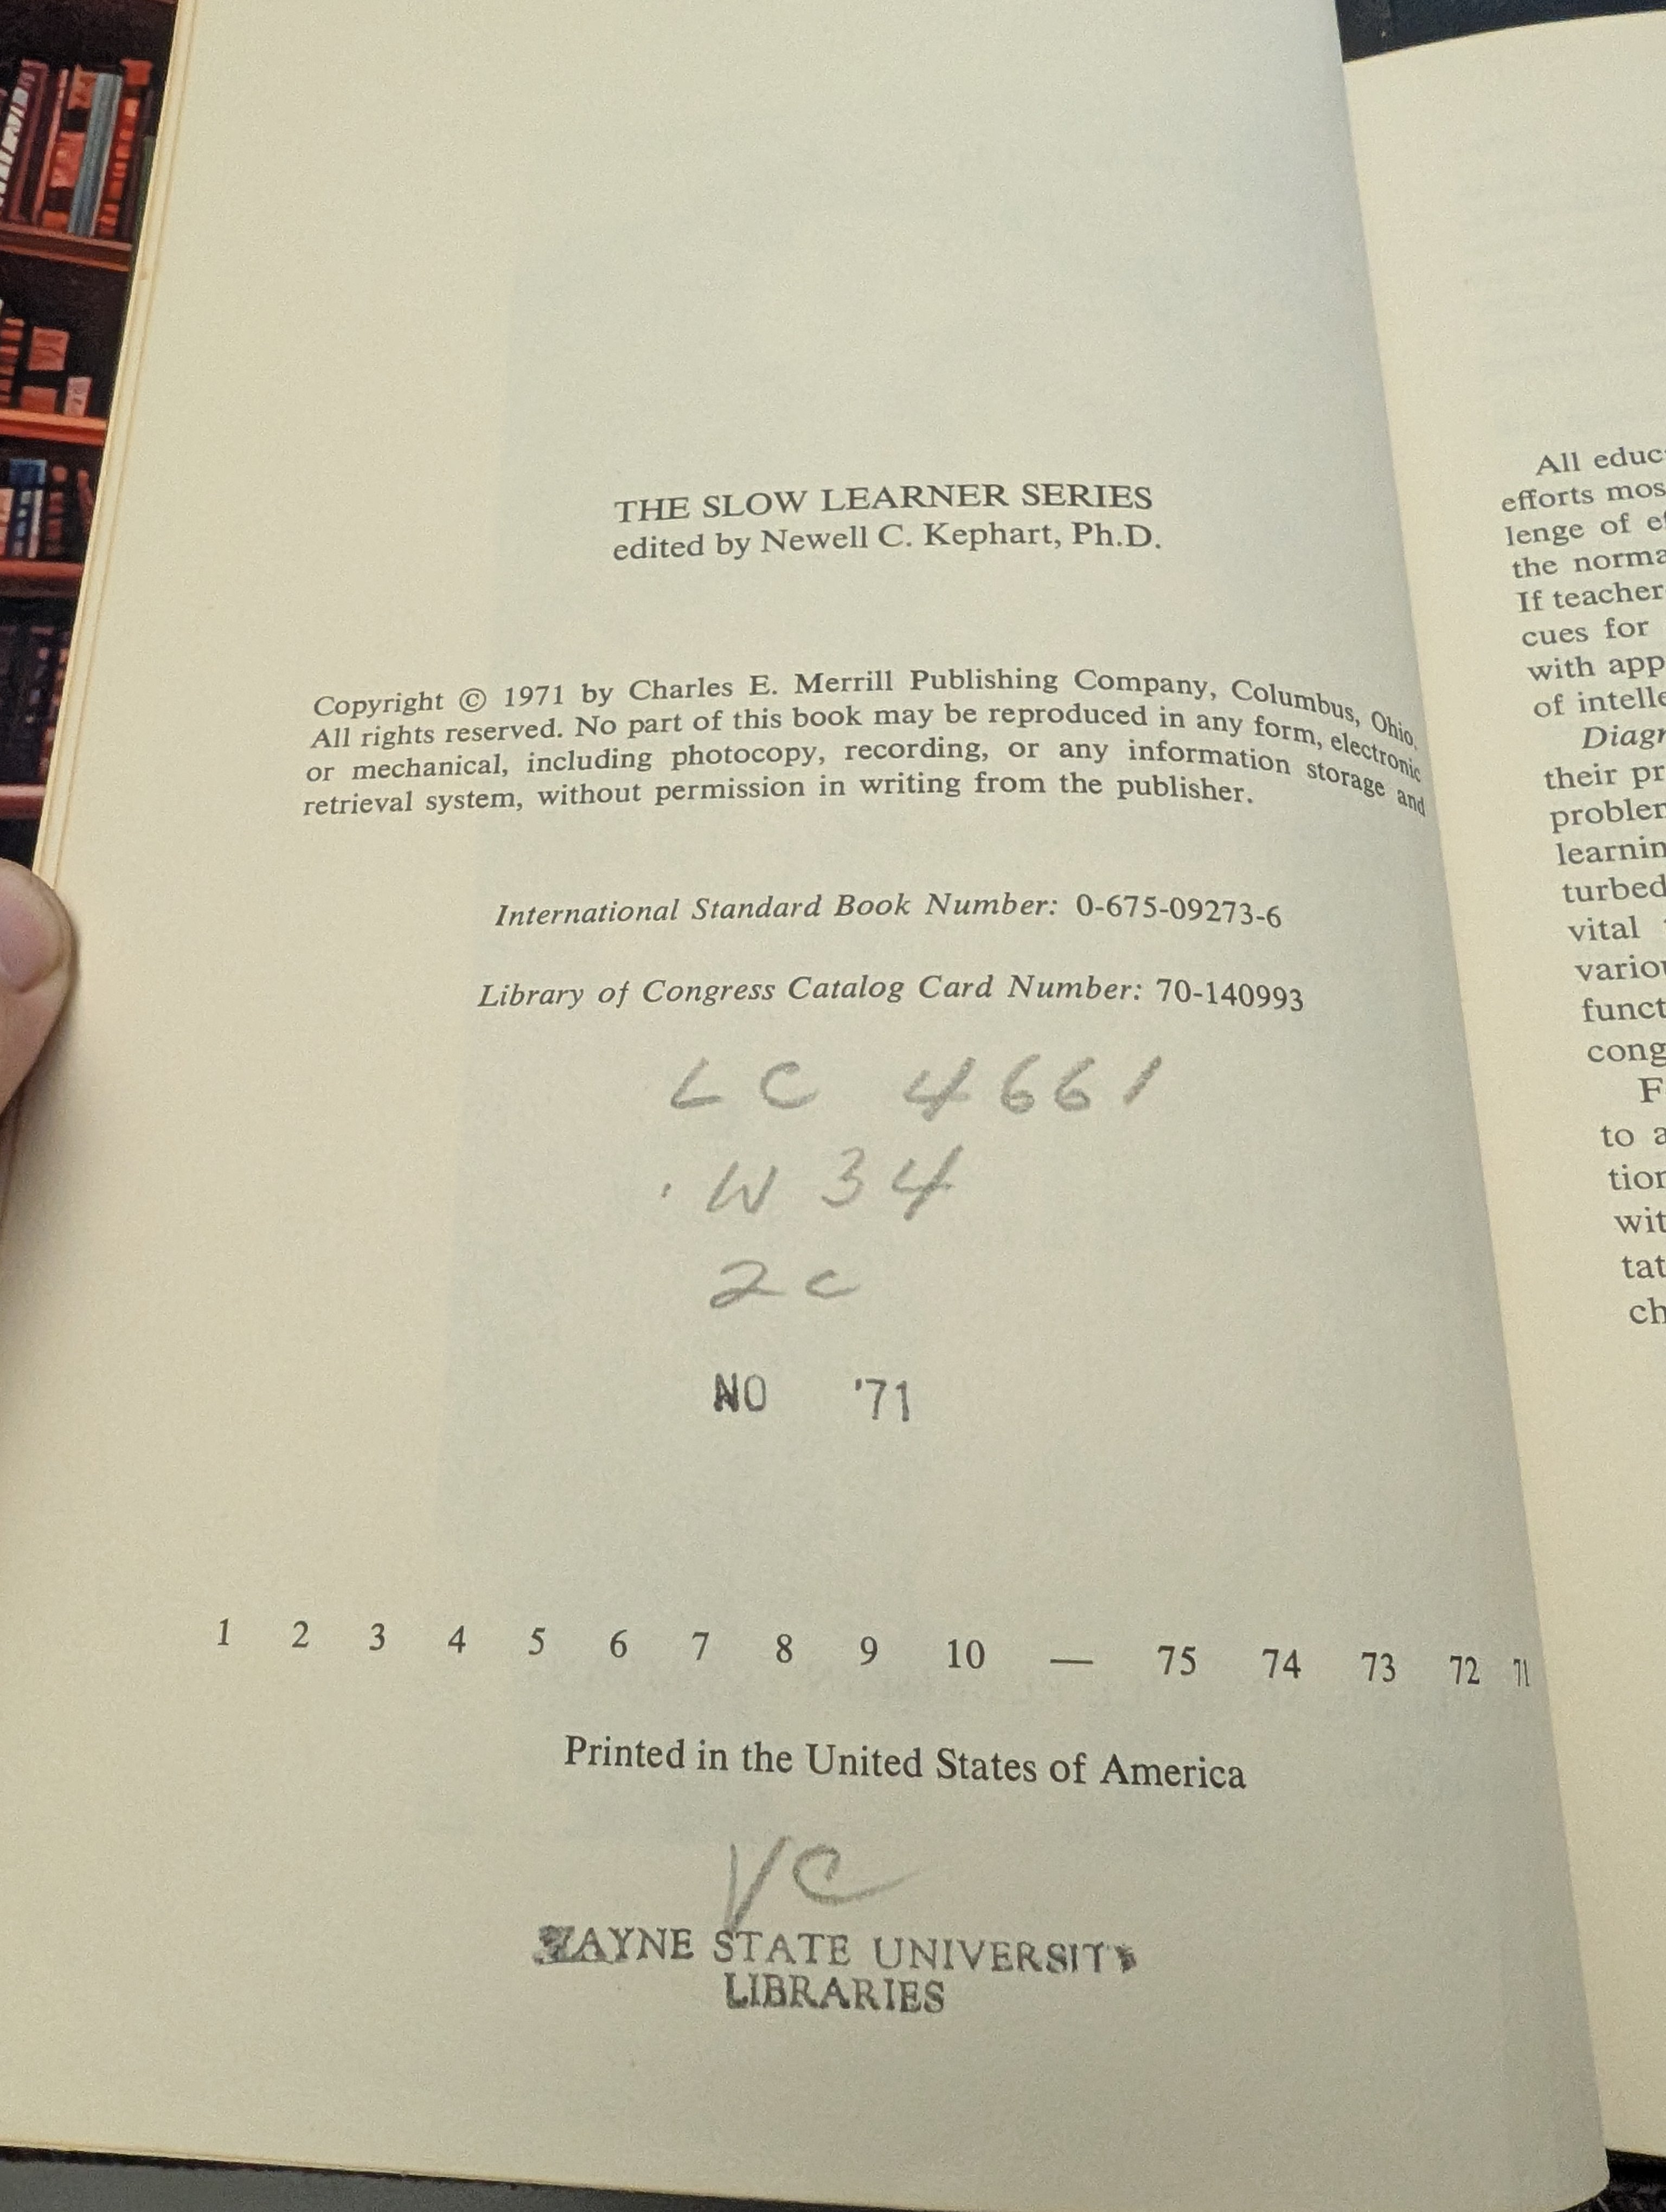 THE SLOW LEARNER SERIES
edited by Newell C. Kephart, Ph.D.
Copyright © 1971 by Charles E. Merrill Publishing Company, Columbus, Ohio.
All rights reserved. No part of this book may be reproduced in any form, electronic
or mechanical, including photocopy, recording, or any information storage and
retrieval system, without permission in writing from the publisher.
International Standard Book Number: 0-675-09273-6
Library of Congress Catalog Card Number: 70-140993
LC 4661
.W34
2c
NO '71
1 2 3 4 5 6 7 8 9 10 — 75 74 73 72 71
Printed in the United States of America
VC
WAYNE STATE UNIVERSITY
LIBRARIES
All educ
efforts mos
lenge of ef
the norma
If teacher
cues for
with app
of intelle
Diagr
their pr
probler
learnin
turbed
vital
variou
funct
cong
F
to a
tion
wit
tat
ch